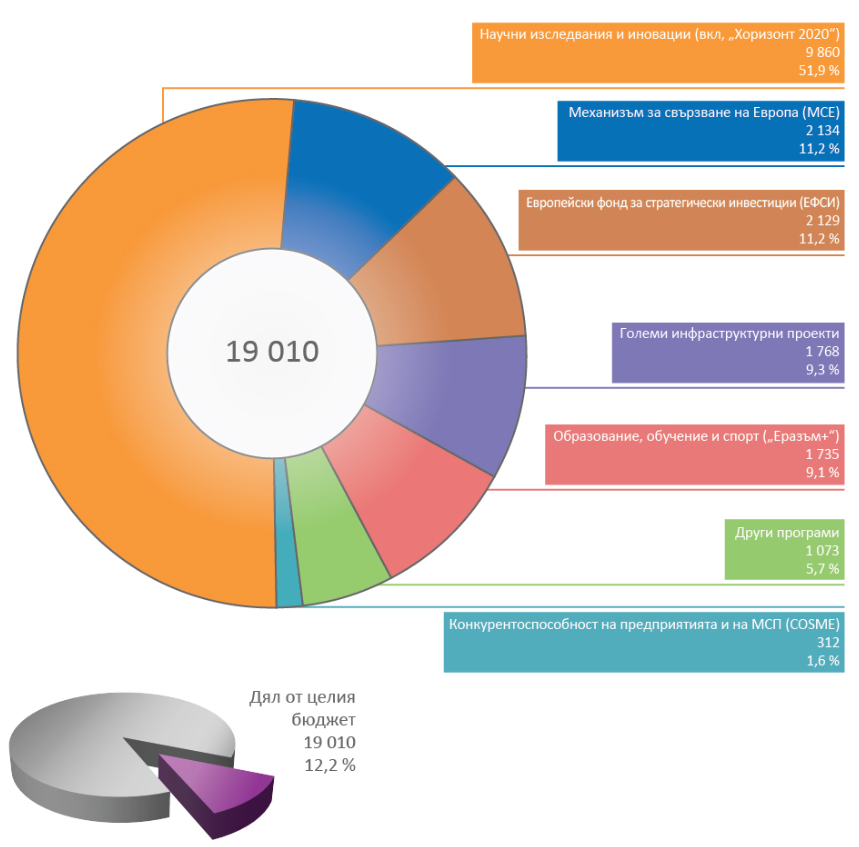 Научни изследвания и иновации (вкл, „Хоризонт 2020“)
9 860
51,9 %
Механизъм за свързване на Европа (МСЕ)
2 134
11,2 %
Европейски фонд за стратегически инвестиции (ЕФСИ)
2 129
11,2 %
19 010
Големи инфраструктурни проекти
1 768
9,3 %
Образование, обучение и спорт („Еразъм+“)
1 735
9,1 %
Други програми
1 073
5,7 %
Конкурентоспособност на предприятията и на МСП (COSME)
312
1,6 %
Дял от целия
бюджет
19 010
12,2 %